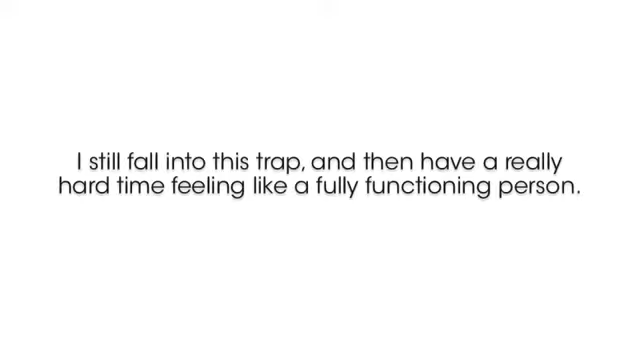 I still fall into this trap, and then have a really
hard time feeling like a fully functioning person.